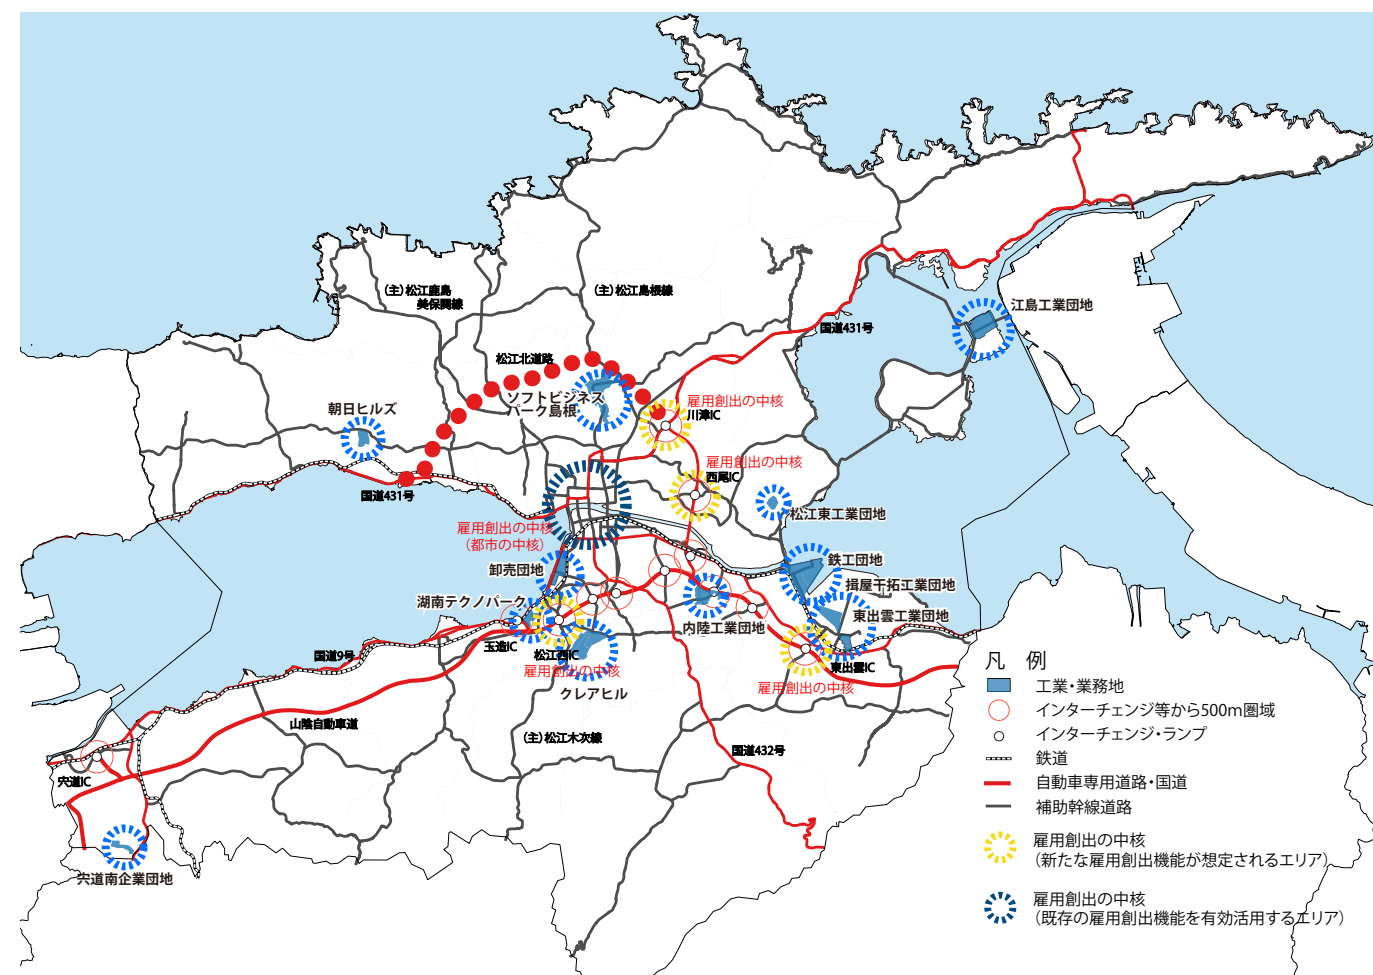 江島工業団地
(主)松江鹿島
美保関線
(主)松江島根線
国道431号
松江北道路
ソフトビジネス
パーク島根
朝日ヒルズ
雇用創出の中核
川津IC
雇用創出の中核
西尾IC
国道431号
松江東工業団地
雇用創出の中核
(都市の中核)
卸売団地
鉄工団地
揖屋干拓工業団地
湖南テクノパーク
東出雲工業団地
内陸工業団地
玉造IC
松江西IC
国道9号
雇用創出の中核
東出雲IC
クレアヒル
雇用創出の中核
山陰自動車道
(主)松江木次線
国道432号
宍道IC
宍道南企業団地
凡 例
工業・業務地
インターチェンジ等から500m圏域
インターチェンジ・ランプ
鉄道
自動車専用道路・国道
補助幹線道路
雇用創出の中核
(新たな雇用創出機能が想定されるエリア)
雇用創出の中核
(既存の雇用創出機能を有効活用するエリア)